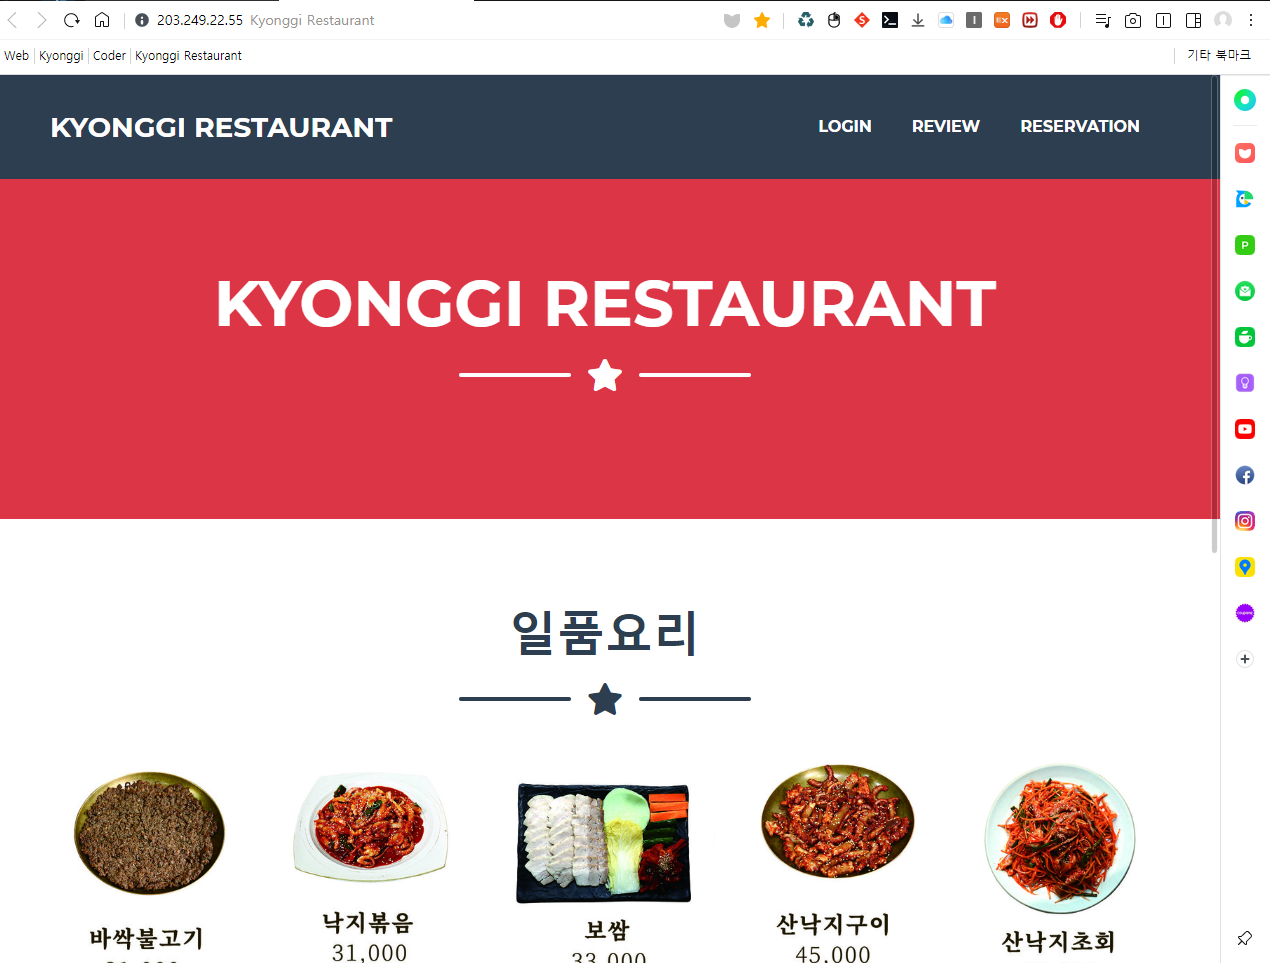 203.249.22.55 Kyonggi Restaurant
Web Kyonggi Coder Kyonggi Restaurant 기타 북마크
KYONGGI RESTAURANT LOGIN REVIEW RESERVATION
KYONGGI RESTAURANT
일품요리
바싹불고기 낙지볶음 보쌈 산낙지구이 산낙지초회
31,000 33,000 45,000